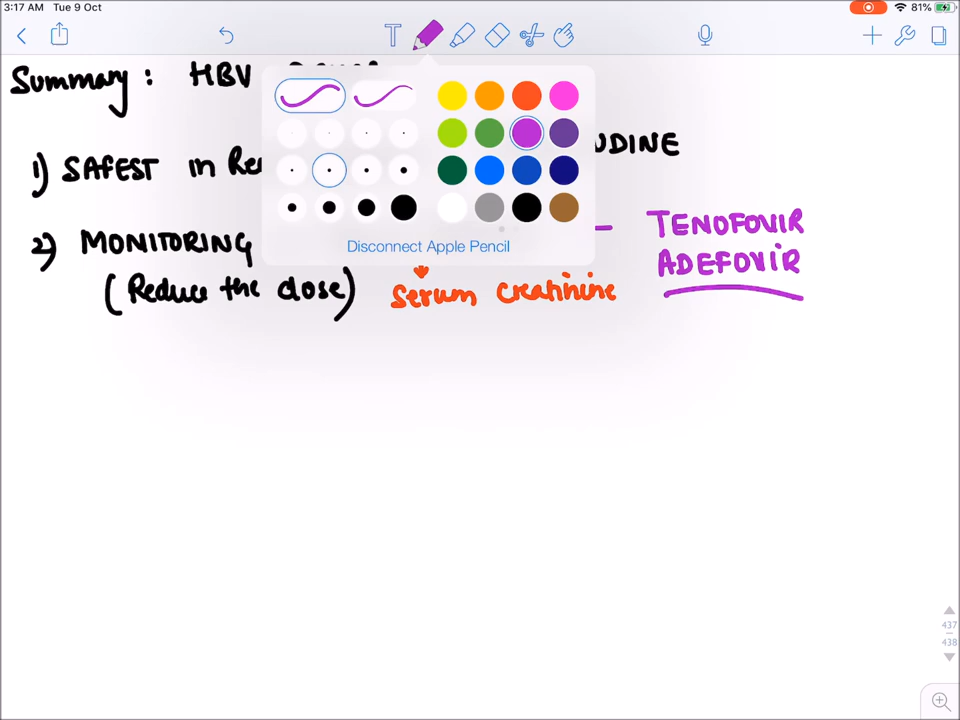 3:17 AM Tue 9 Oct 81%
T
Summary : HBV
1) SAFEST in UDINE
2) MONITORING — TENOFOVIR
ADEFOVIR
(Reduce the dose) Serum Creatinine
Disconnect Apple Pencil
437
438